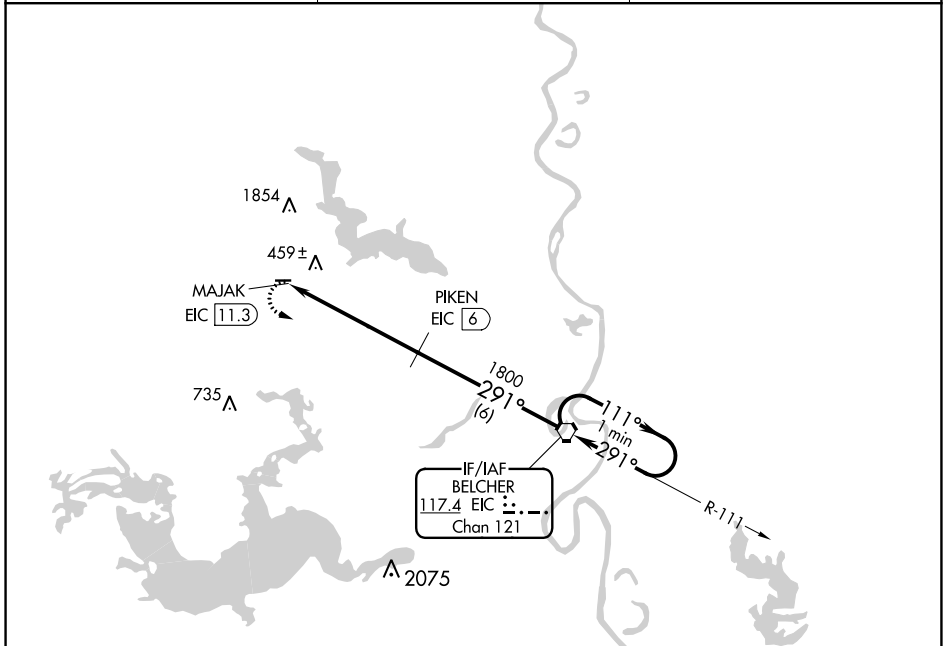 1854
459±
MAJAK
EIC 11.3
PIKEN
EIC 6
1800
291°
(6)
735
111°
1 min
291°
IF/IAF
BELCHER
117.4 EIC
Chan 121
R-111
2075